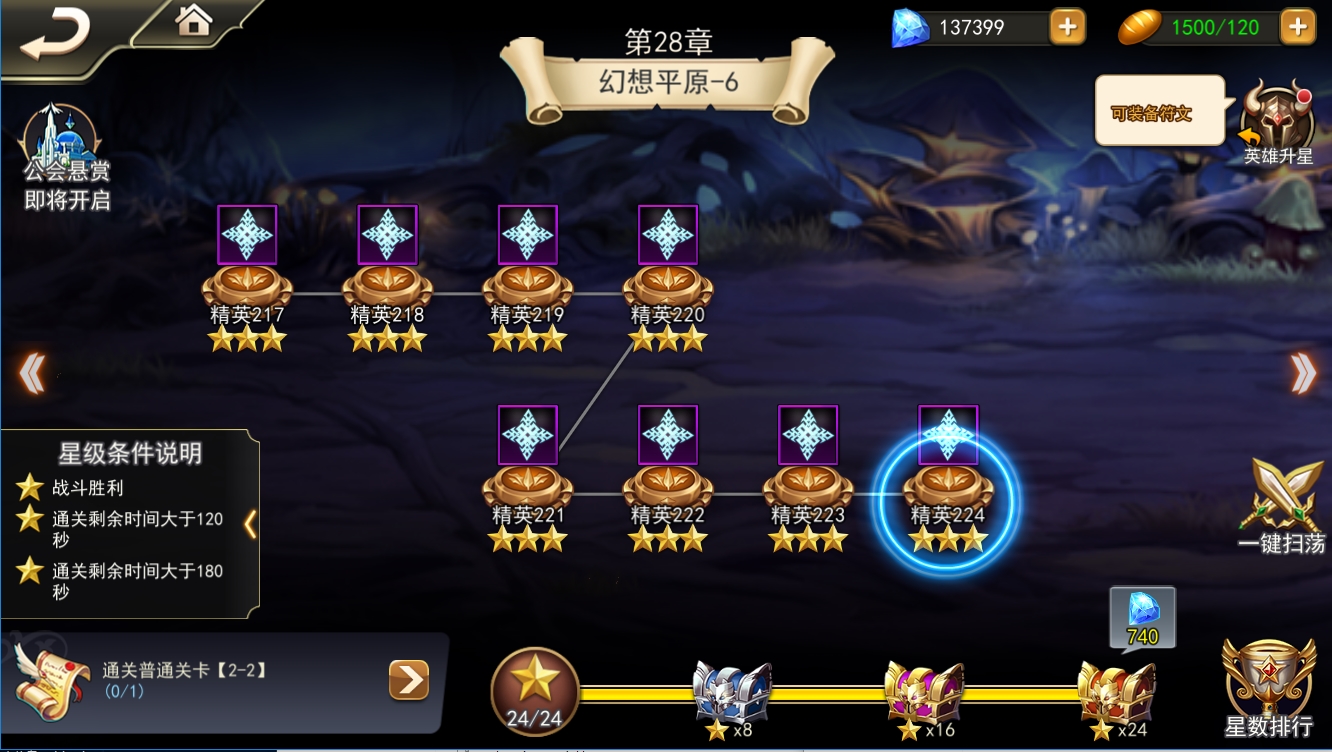 137399
1500/120
第28章
幻想平原-6
可装备符文
英雄升星
公会悬赏
即将开启
精英217
精英218
精英219
精英220
精英221
精英222
精英223
精英224
星级条件说明
战斗胜利
通关剩余时间大于120
秒
通关剩余时间大于180
秒
一键扫荡
通关普通关卡【2-2】
(0/1)
24/24
x8
x16
x24
740
星数排行